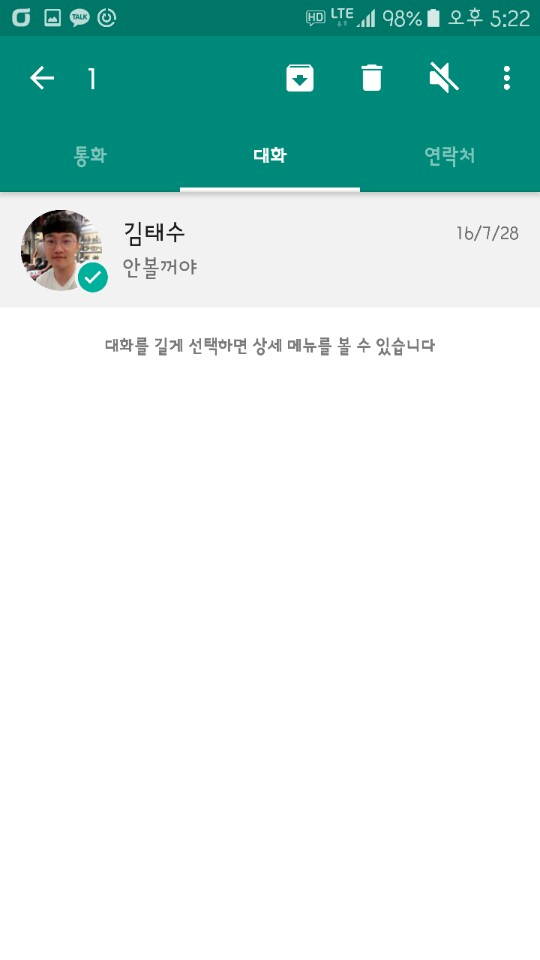 TALK HD LTE 98% 오후 5:22
1
통화 대화 연락처
김태수 16/7/28
안볼꺼야
대화를 길게 선택하면 상세 메뉴를 볼 수 있습니다